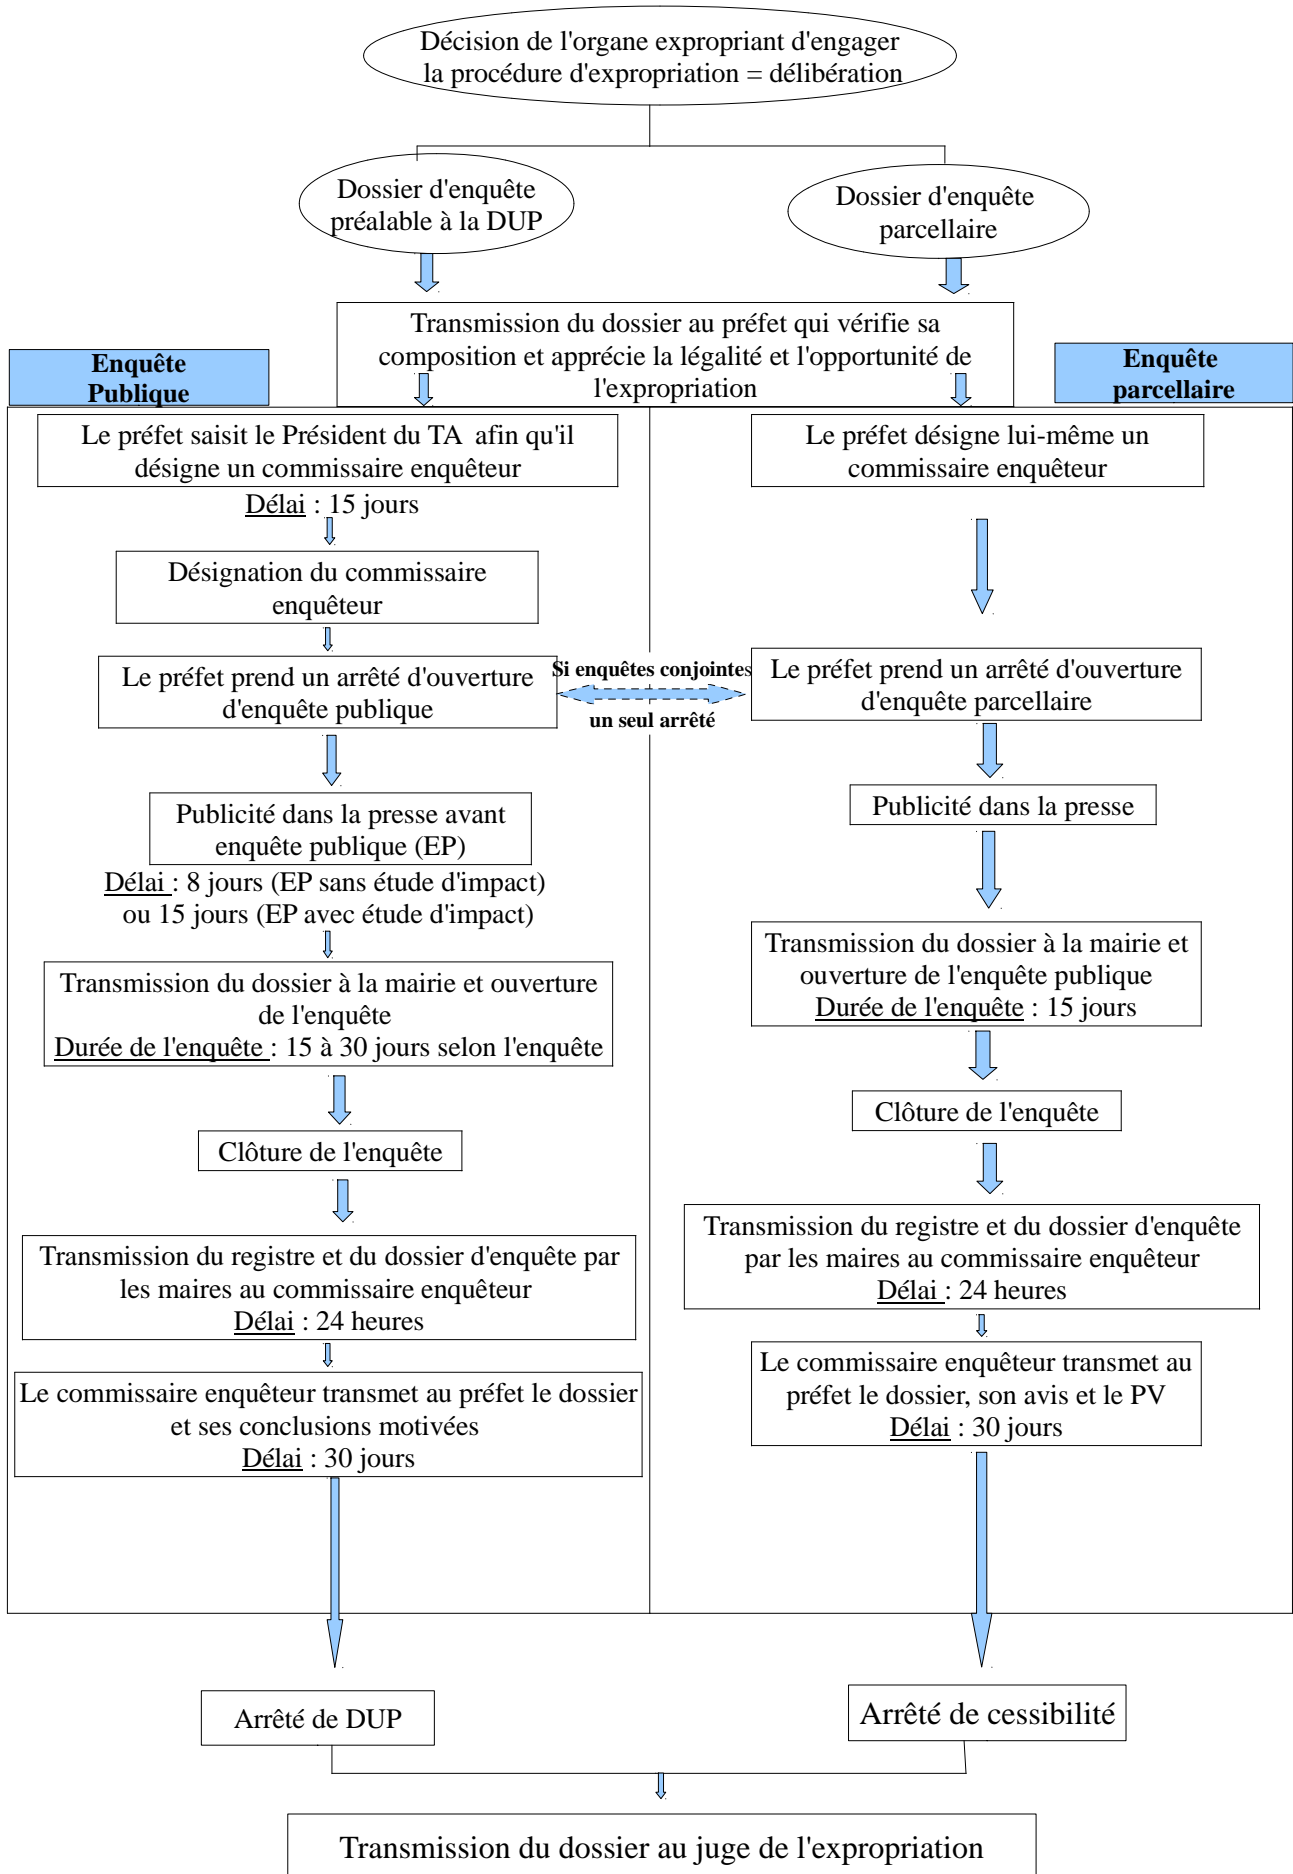 Décision de l'organe expropriant d'engager
la procédure d'expropriation = délibération
Dossier d'enquête
préalable à la DUP
Dossier d'enquête
parcellaire
Transmission du dossier au préfet qui vérifie sa
composition et apprécie la légalité et l'opportunité de
l'expropriation
Enquête
Publique
Enquête
parcellaire
Le préfet saisit le Président du TA afin qu'il
désigne un commissaire enquêteur
Délai : 15 jours
Désignation du commissaire
enquêteur
Le préfet prend un arrêté d'ouverture
d'enquête publique
Publicité dans la presse avant
enquête publique (EP)
Délai : 8 jours (EP sans étude d'impact)
ou 15 jours (EP avec étude d'impact)
Transmission du dossier à la mairie et ouverture
de l'enquête
Durée de l'enquête : 15 à 30 jours selon l'enquête
Clôture de l'enquête
Transmission du registre et du dossier d'enquête par
les maires au commissaire enquêteur
Délai : 24 heures
Le commissaire enquêteur transmet au préfet le dossier
et ses conclusions motivées
Délai : 30 jours
Si enquêtes conjointes
un seul arrêté
Le préfet désigne lui-même un
commissaire enquêteur
Le préfet prend un arrêté d'ouverture
d'enquête parcellaire
Publicité dans la presse
Transmission du dossier à la mairie et
ouverture de l'enquête publique
Durée de l'enquête : 15 jours
Clôture de l'enquête
Transmission du registre et du dossier d'enquête
par les maires au commissaire enquêteur
Délai : 24 heures
Le commissaire enquêteur transmet au
préfet le dossier, son avis et le PV
Délai : 30 jours
Arrêté de DUP
Arrêté de cessibilité
Transmission du dossier au juge de l'expropriation